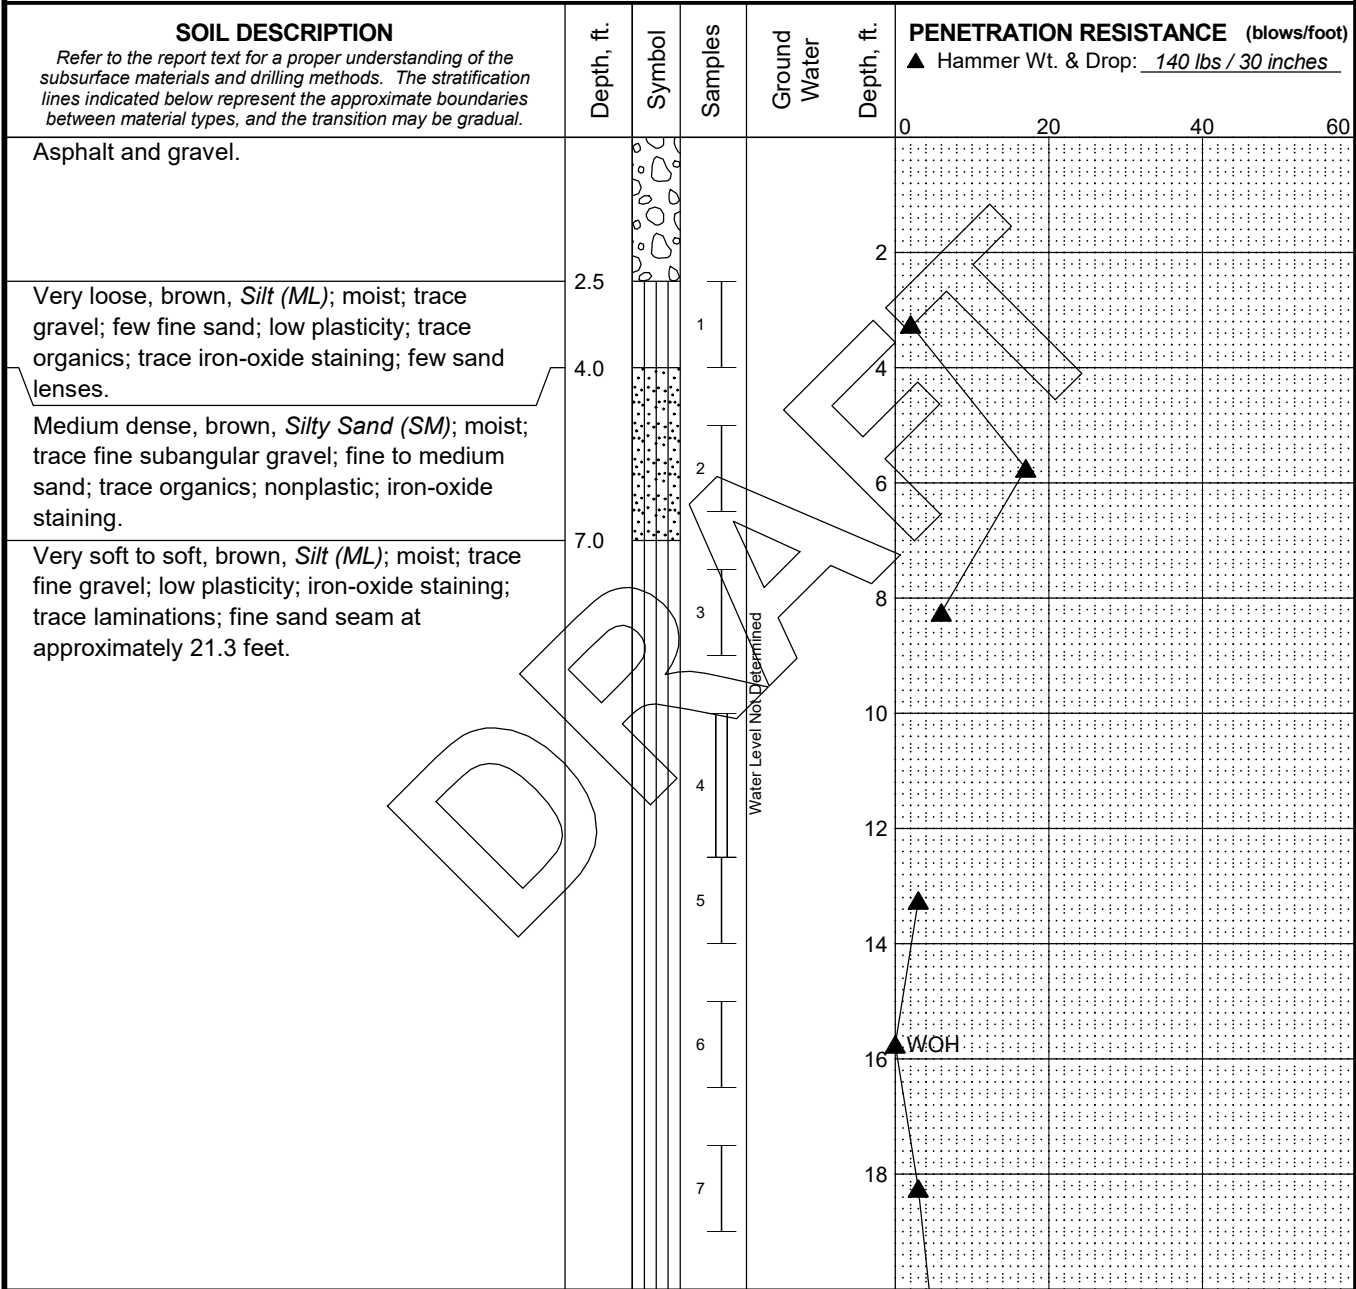 SOIL DESCRIPTION
Refer to the report text for a proper understanding of the
subsurface materials and drilling methods. The stratification
lines indicated below represent the approximate boundaries
between material types, and the transition may be gradual.
Depth, ft.
Symbol
Samples
Ground
Water
Depth, ft.
PENETRATION RESISTANCE (blows/foot)
▲ Hammer Wt. & Drop: 140 lbs / 30 inches
0 20 40 60
Asphalt and gravel.
2.5
Very loose, brown, Silt (ML); moist; trace
gravel; few fine sand; low plasticity; trace
organics; trace iron-oxide staining; few sand
lenses.
4.0
Medium dense, brown, Silty Sand (SM); moist;
trace fine subangular gravel; fine to medium
sand; trace organics; nonplastic; iron-oxide
staining.
7.0
Very soft to soft, brown, Silt (ML); moist; trace
fine gravel; low plasticity; iron-oxide staining;
trace laminations; fine sand seam at
approximately 21.3 feet.
1
2
3
4
5
6
7
Water Level Not Determined
2
4
6
8
10
12
14
16
18
WOH
DRAFT